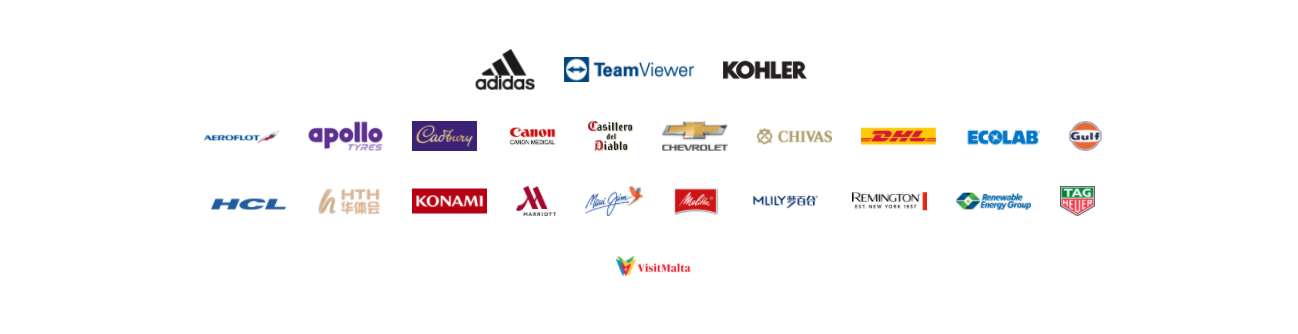 adidas TeamViewer KOHLER
AEROFLOT apollo TYRES Cadbury Canon CANON MEDICAL Casillero del Diablo CHEVROLET CHIVAS DHL ECOLAB Gulf
HCL HTH 华体会 KONAMI MARRIOTT Maui Jim Melitta MLILY梦百合 REMINGTON EST. NEW YORK 1937 Renewable Energy Group TAG HEUER
VisitMalta